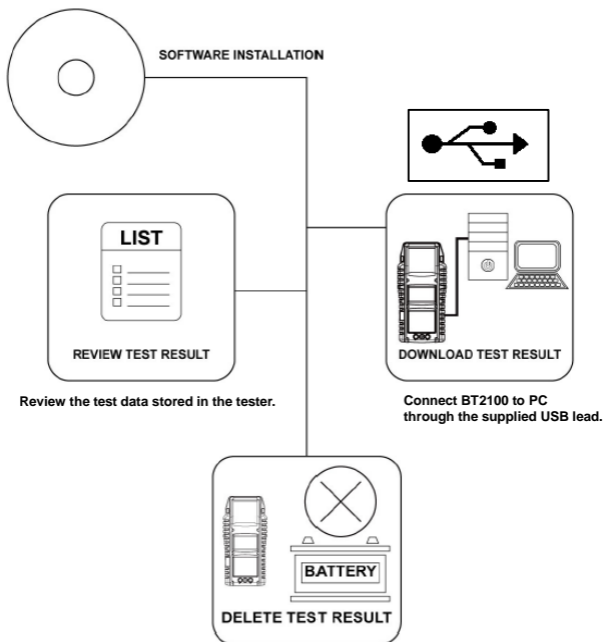 SOFTWARE INSTALLATION
LIST
REVIEW TEST RESULT
DOWNLOAD TEST RESULT
Review the test data stored in the tester.
Connect BT2100 to PC
through the supplied USB lead.
BATTERY
DELETE TEST RESULT